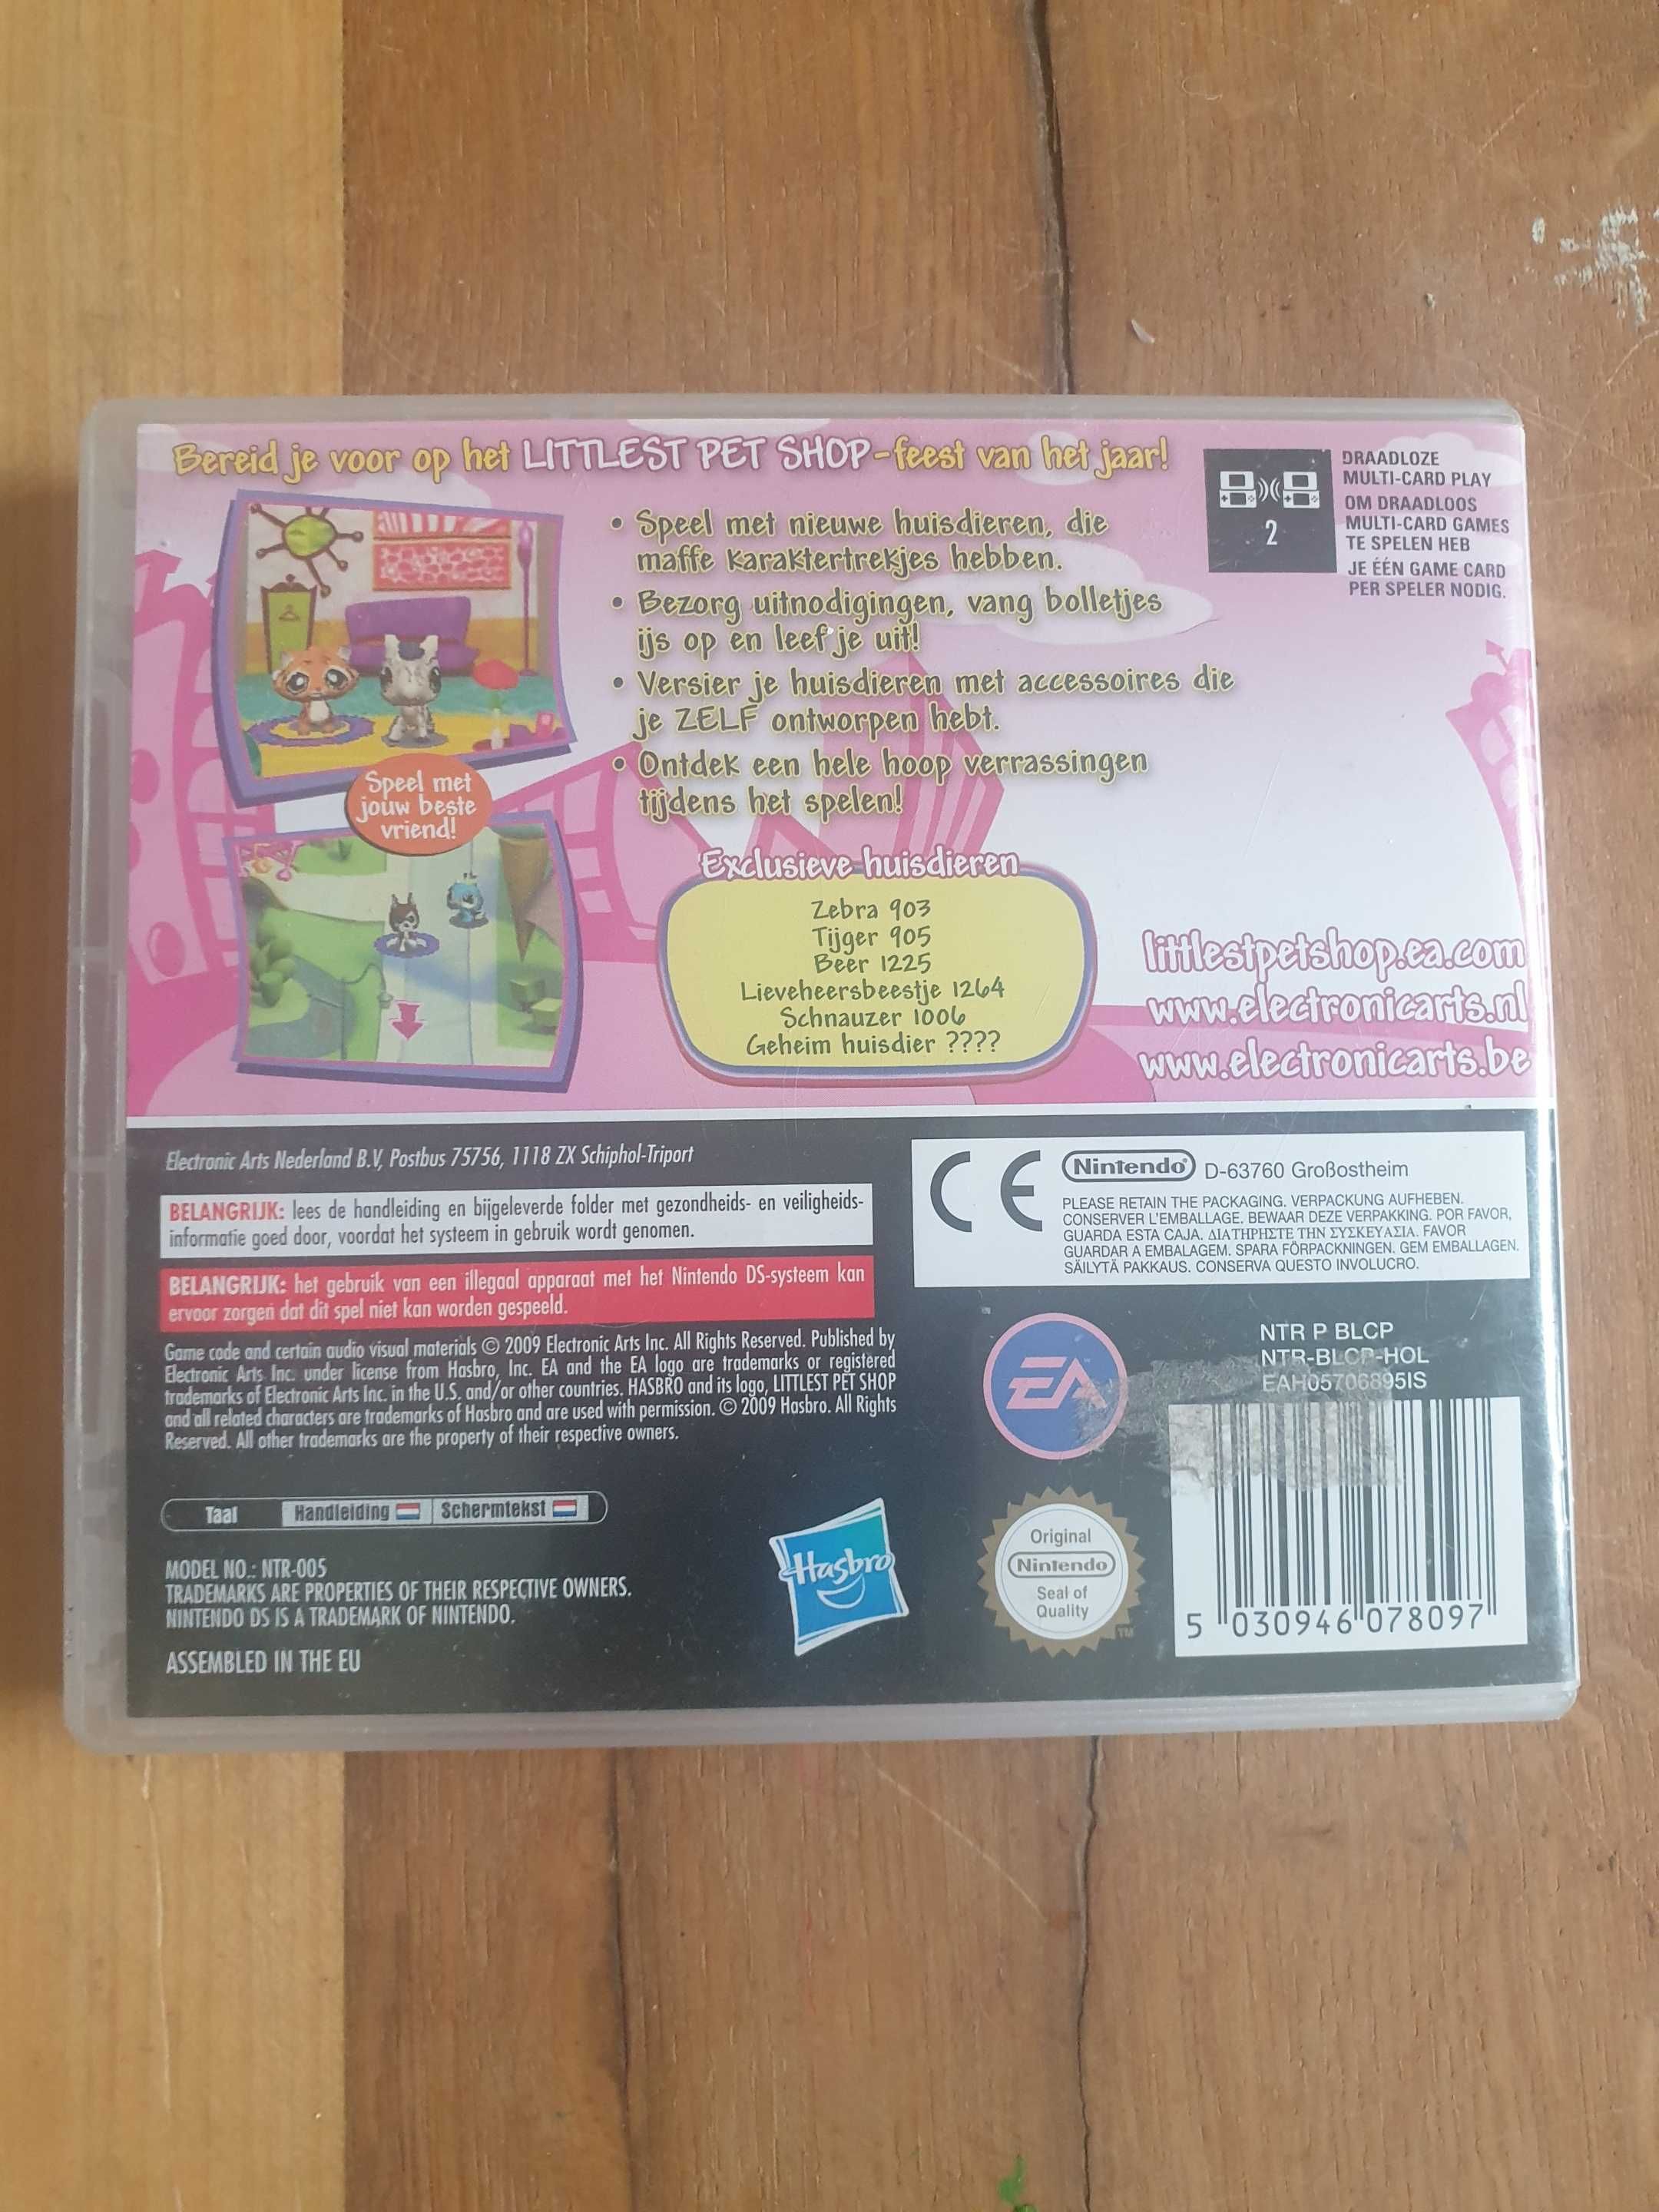 Bereid je voor op het LITTLEST PET SHOP-feest van het jaar!
• Speel met nieuwe huisdieren, die
maffe karaktertrekjes hebben.
• Bezorg uitnodigingen, vang bolletjes
ijs op en leef je uit!
• Versier je huisdieren met accessoires die
je ZELF ontworpen hebt.
• Ontdek een hele hoop verrassingen
tijdens het spelen!
Speel met
jouw beste
vriend!
2
DRAADLOZE
MULTI-CARD PLAY
OM DRAADLOOS
MULTI-CARD GAMES
TE SPELEN HEB
JE ÉÉN GAME CARD
PER SPELER NODIG.
Exclusieve huisdieren
Zebra 903
Tijger 905
Beer 1225
Lieveheersbeestje 1264
Schnauzer 1006
Geheim huisdier ????
littlestpetshop.ea.com
www.electronicarts.nl
www.electronicarts.be
Electronic Arts Nederland B.V, Postbus 75756, 1118 ZX Schiphol-Triport
BELANGRIJK: lees de handleiding en bijgeleverde folder met gezondheids- en veiligheids-
informatie goed door, voordat het systeem in gebruik wordt genomen.
BELANGRIJK: het gebruik van een illegaal apparaat met het Nintendo DS-systeem kan
ervoor zorgen dat dit spel niet kan worden gespeeld.
Game code and certain audio visual materials © 2009 Electronic Arts Inc. All Rights Reserved. Published by
Electronic Arts Inc. under license from Hasbro, Inc. EA and the EA logo are trademarks or registered
trademarks of Electronic Arts Inc. in the U.S. and/or other countries. HASBRO and its logo, LITTLEST PET SHOP
and all related characters are trademarks of Hasbro and are used with permission. © 2009 Hasbro. All Rights
Reserved. All other trademarks are the property of their respective owners.
Taal Handleiding Schermtekst
MODEL NO.: NTR-005
TRADEMARKS ARE PROPERTIES OF THEIR RESPECTIVE OWNERS.
NINTENDO DS IS A TRADEMARK OF NINTENDO.
ASSEMBLED IN THE EU
Hasbro
CE Nintendo® D-63760 Großostheim
PLEASE RETAIN THE PACKAGING. VERPACKUNG AUFHEBEN.
CONSERVER L'EMBALLAGE. BEWAAR DEZE VERPAKKING. POR FAVOR,
GUARDA ESTA CAJA. ΔΙΑΤΗΡΗΣΤΕ ΤΗΝ ΣΥΣΚΕΥΑΣΙΑ. FAVOR
GUARDAR A EMBALAGEM. SPARA FÖRPACKNINGEN. GEM EMBALLAGEN.
SÄILYTÄ PAKKAUS. CONSERVA QUESTO INVOLUCRO.
EA
NTR P BLCP
NTR-BLCP-HOL
EAH05706895IS
Original
Nintendo
Seal of
Quality
TM
5 030946 078097